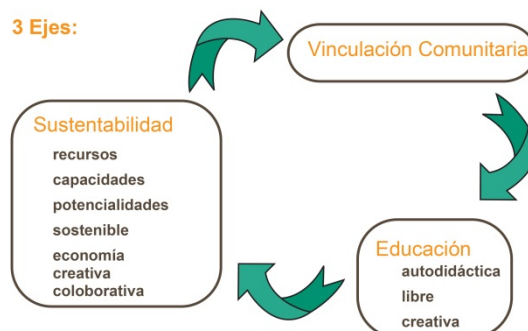 3 Ejes:
Vinculación Comunitaria
Sustentabilidad
recursos
capacidades
potencialidades
sostenible
economía
creativa
coloborativa
Educación
autodidáctica
libre
creativa